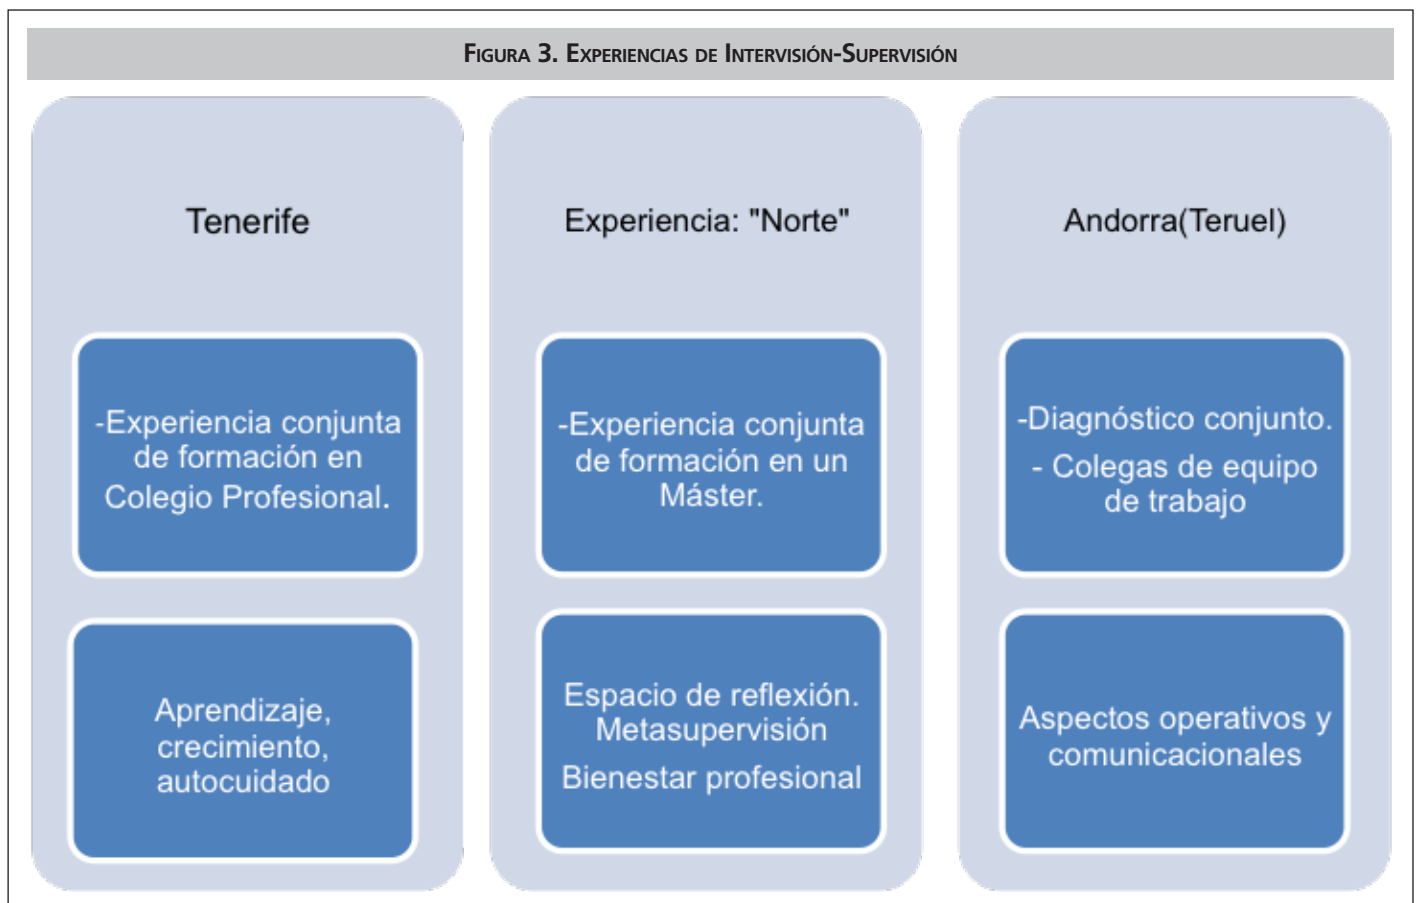 FIGURA 3. EXPERIENCIAS DE INTERVISIÓN-SUPERVISIÓN
Tenerife
-Experiencia conjunta
de formación en
Colegio Profesional.
Aprendizaje,
crecimiento,
autocuidado
Experiencia: "Norte"
-Experiencia conjunta
de formación en un
Máster.
Espacio de reflexión.
Metasupervisión
Bienestar profesional
Andorra(Teruel)
-Diagnóstico conjunto.
- Colegas de equipo
de trabajo
Aspectos operativos y
comunicacionales